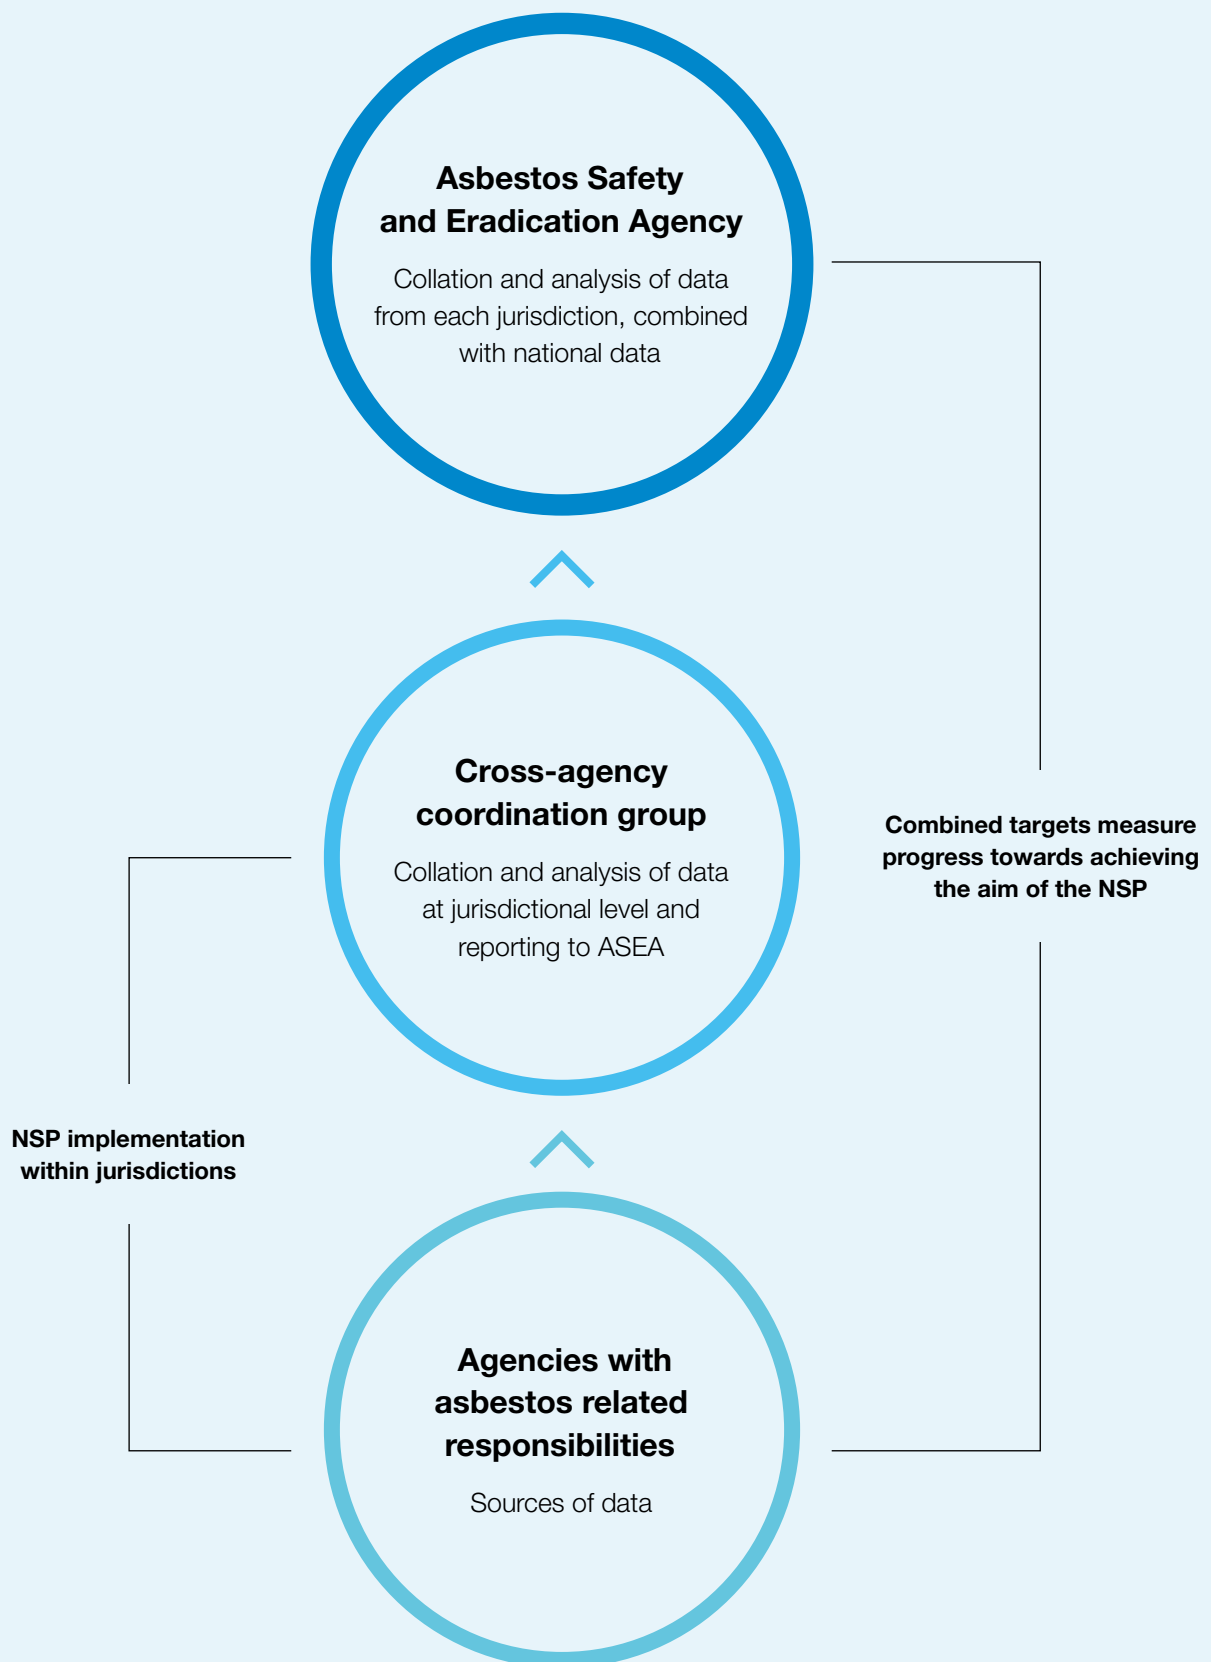 Asbestos Safety
and Eradication Agency
Collation and analysis of data
from each jurisdiction, combined
with national data
Cross-agency
coordination group
Collation and analysis of data
at jurisdictional level and
reporting to ASEA
Combined targets measure
progress towards achieving
the aim of the NSP
NSP implementation
within jurisdictions
Agencies with
asbestos related
responsibilities
Sources of data